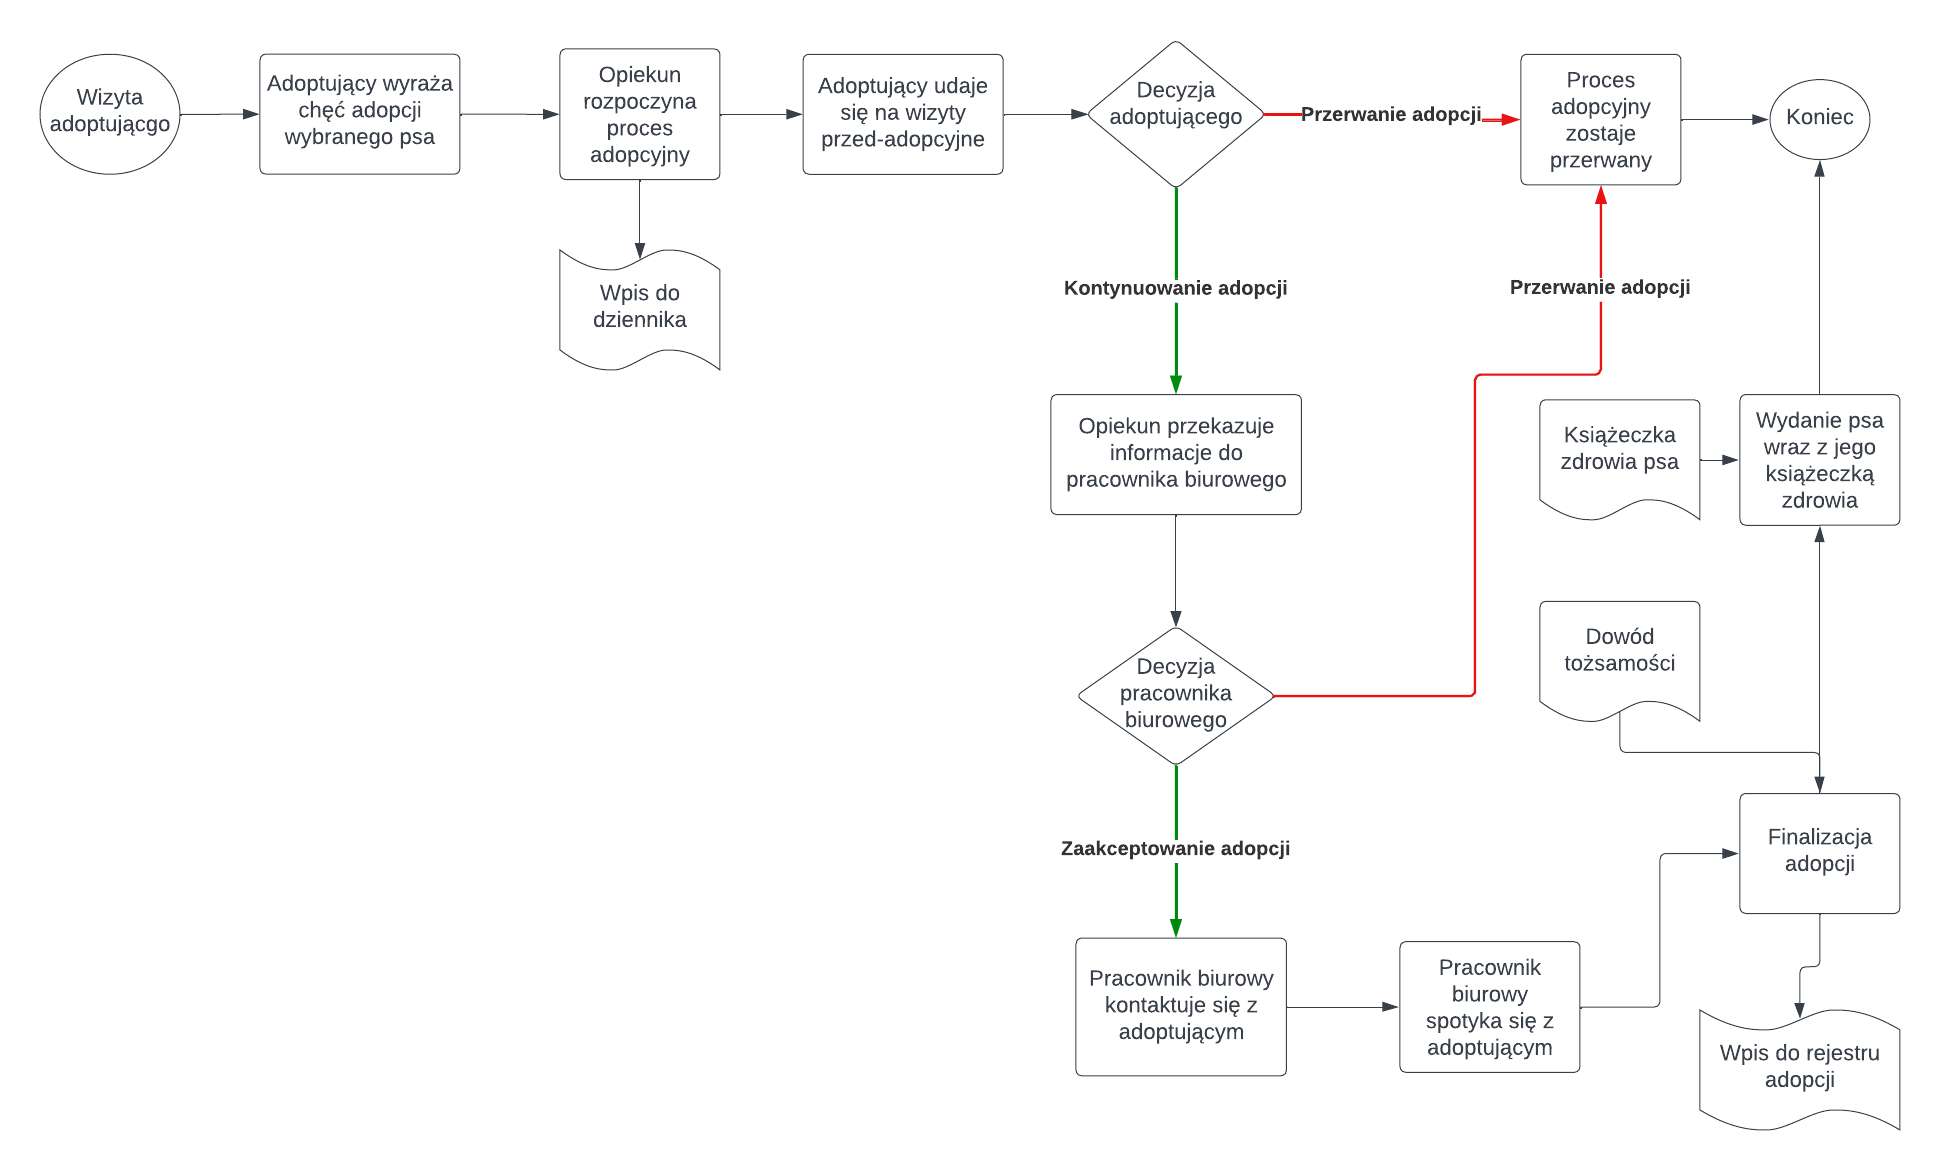 Wizyta
adoptującgo
Adoptujący wyraża
chęć adopcji
wybranego psa
Opiekun
rozpoczyna
proces
adopcyjny
Adoptujący udaje
się na wizyty
przed-adopcyjne
Decyzja
adoptującego
Przerwanie adopcji
Proces
adopcyjny
zostaje
przerwany
Koniec
Wpis do
dziennika
Kontynuowanie adopcji
Przerwanie adopcji
Opiekun przekazuje
informacje do
pracownika biurowego
Książeczka
zdrowia psa
Wydanie psa
wraz z jego
książeczką
zdrowia
Decyzja
pracownika
biurowego
Dowód
tożsamości
Zaakceptowanie adopcji
Finalizacja
adopcji
Pracownik biurowy
kontaktuje się z
adoptującym
Pracownik
biurowy
spotyka się z
adoptującym
Wpis do rejestru
adopcji